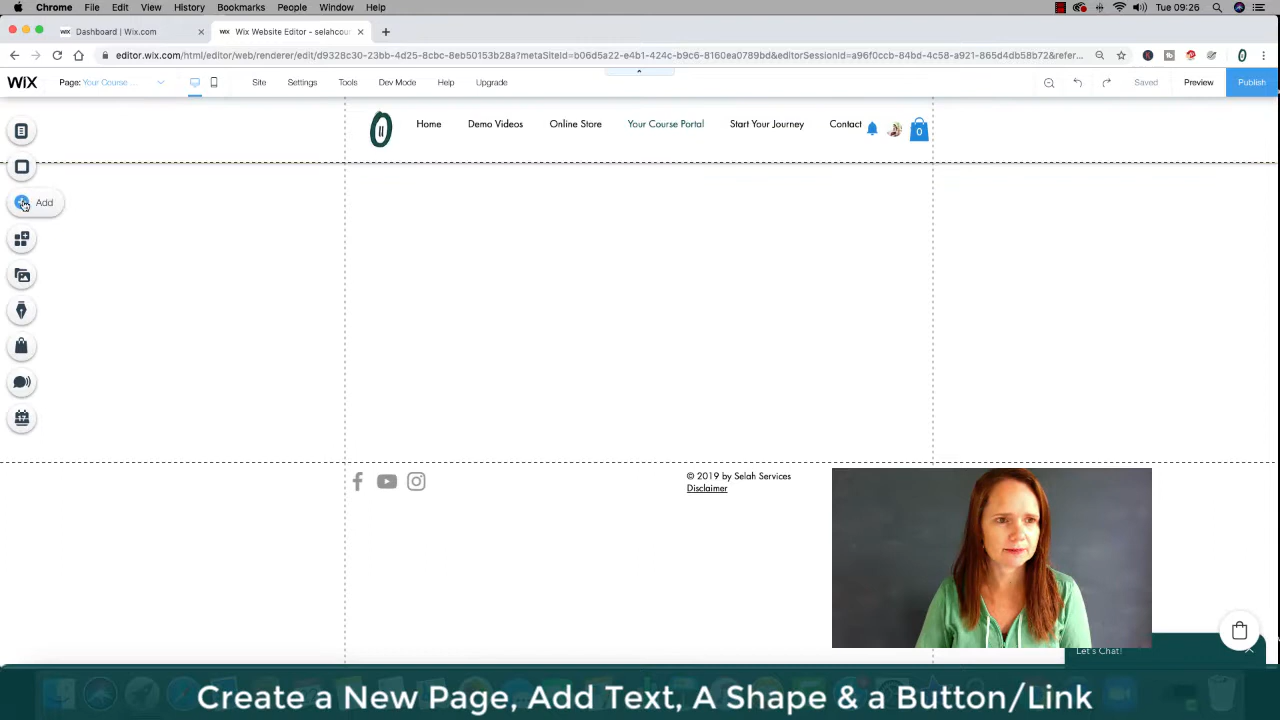 Chrome File Edit View History Bookmarks People Window Help Tue 09:26
Dashboard | Wix.com Wix Website Editor - selahcour
editor.wix.com/html/editor/web/renderer/edit/d9328c30-23bb-4d25-8cbc-8eb50153b28a?metaSiteId=b06d5a22-e4b1-424c-b9c6-8160ea0789bd&editorSessionId=a96f0ccb-84bd-4c58-a921-865d4db58b72&refer...
WiX Page: Your Course ... Site Settings Tools Dev Mode Help Upgrade Saved Preview Publish
Home Demo Videos Online Store Your Course Portal Start Your Journey Contact 0
Add
17
© 2019 by Selah Services
Disclaimer
Let's Chat!
Create a New Page, Add Text, A Shape & a Button/Link